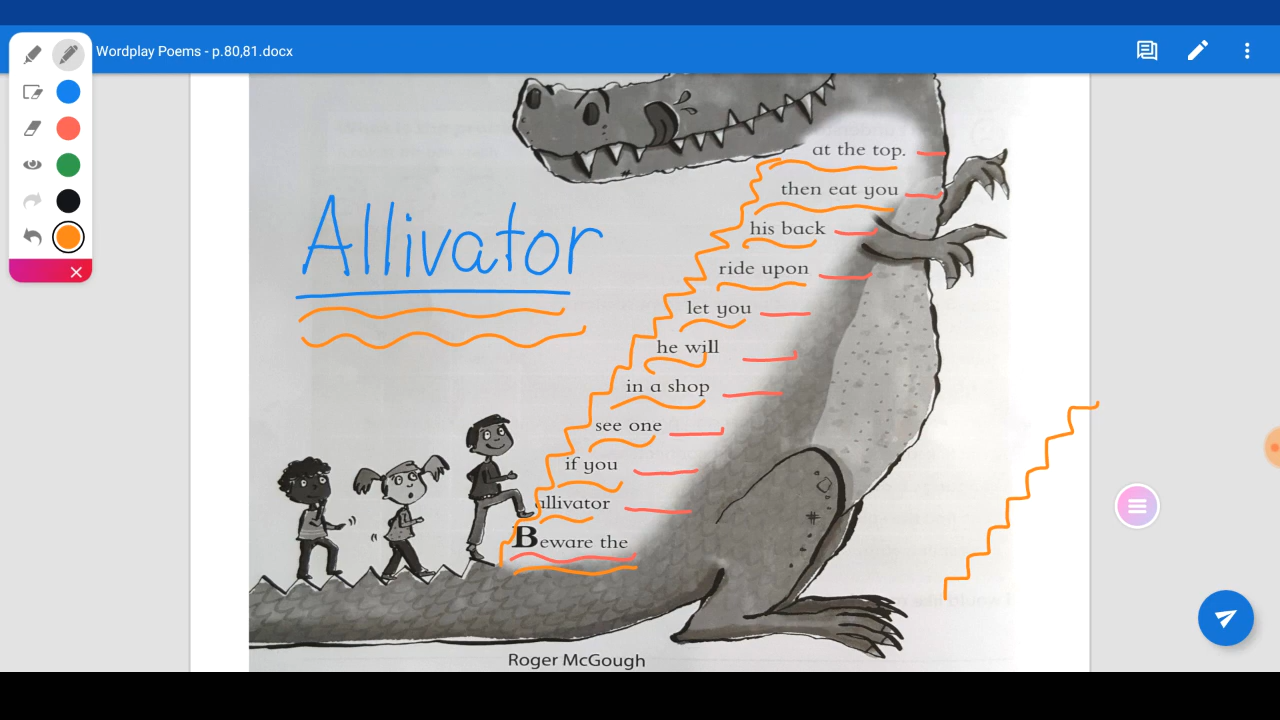 Wordplay Poems - p.80,81.docx
Allivator
at the top.
then eat you
his back
ride upon
let you
he will
in a shop
see one
if you
allivator
Beware the
Roger McGough